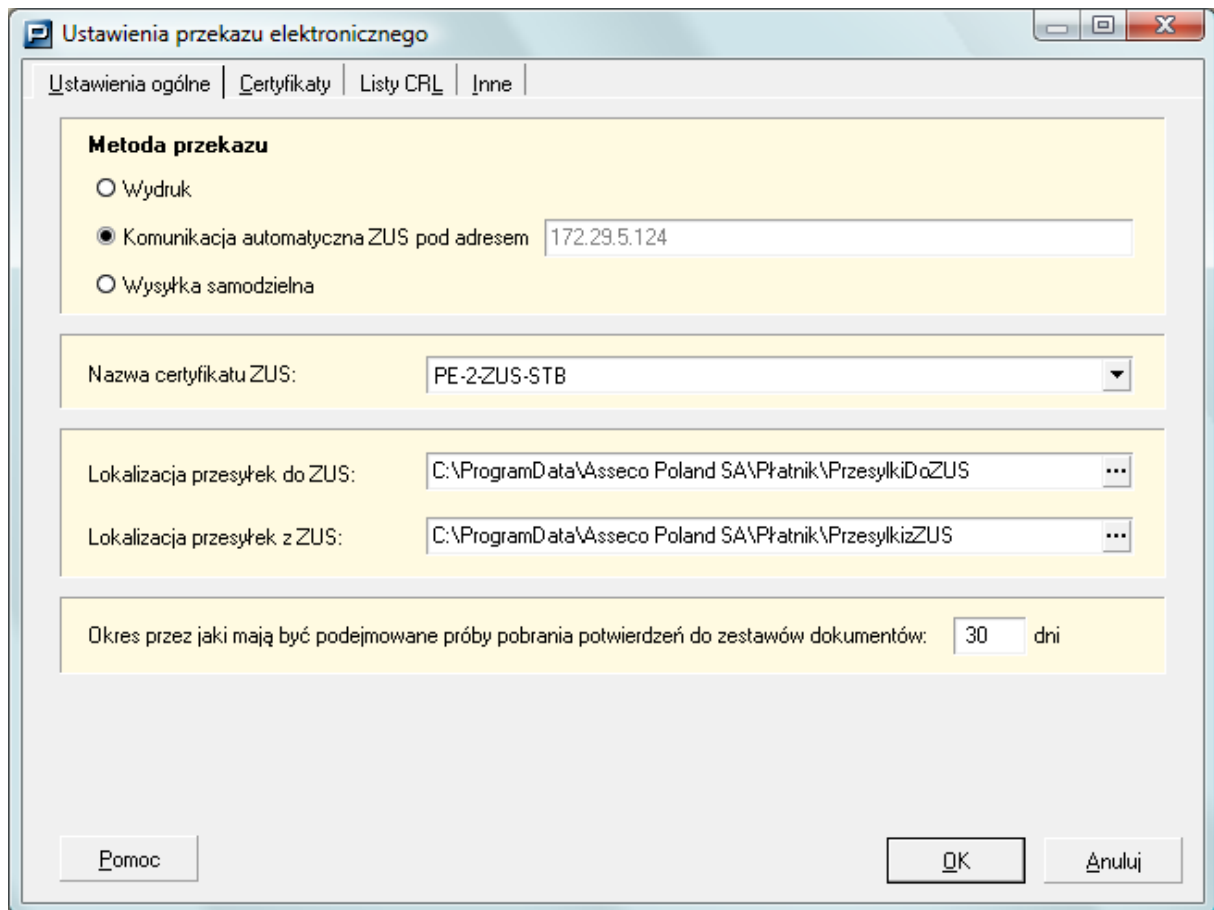 Ustawienia przekazu elektronicznego
Ustawienia ogólne Certyfikaty Listy CRL Inne
Metoda przekazu
Wydruk
Komunikacja automatyczna ZUS pod adresem 172.29.5.124
Wysyłka samodzielna
Nazwa certyfikatu ZUS: PE-2-ZUS-STB
Lokalizacja przesyłek do ZUS: C:\ProgramData\Asseco Poland SA\Płatnik\PrzesylkiDoZUS
Lokalizacja przesyłek z ZUS: C:\ProgramData\Asseco Poland SA\Płatnik\PrzesylkizZUS
Okres przez jaki mają być podejmowane próby pobrania potwierdzeń do zestawów dokumentów: 30 dni
Pomoc OK Anuluj